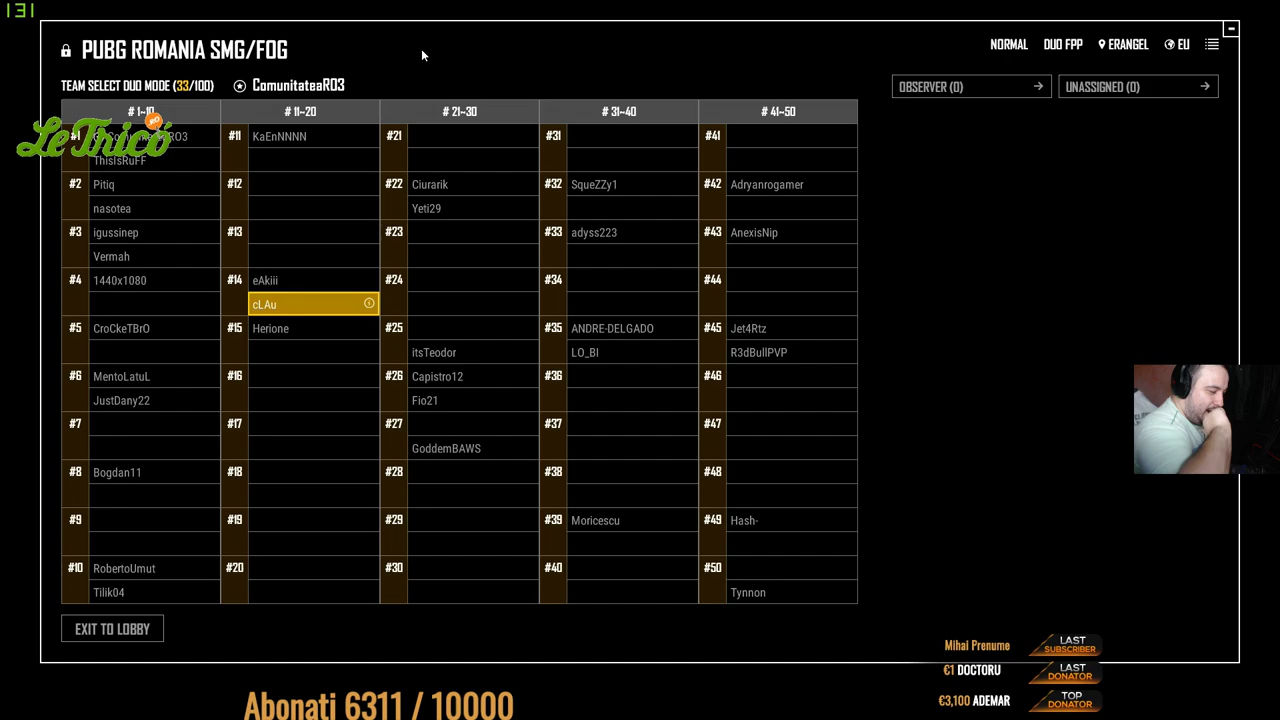 131
PUBG ROMANIA SMG/FOG
NORMAL DUO FPP ERANGEL EU
TEAM SELECT DUO MODE (33/100) ComunitateaRO3
OBSERVER (0) UNASSIGNED (0)
# 1~10 # 11~20 # 21~30 # 31~40 # 41~50
LeTrico RO
#1 #11 KaEnNNNN #21 #31 #41
ThisIsRuFF
#2 Pitiq #12 #22 Ciurarik #32 SqueZZy1 #42 Adryanrogamer
nasotea Yeti29
#3 igussinep #13 #23 #33 adyss223 #43 AnexisNip
Vermah
#4 1440x1080 #14 eAkiii #24 #34 #44
cLAu
#5 CroCkeTBrO #15 Herione #25 #35 ANDRE-DELGADO #45 Jet4Rtz
itsTeodor LO_BI R3dBullPVP
#6 MentoLatuL #16 #26 Capistro12 #36 #46
JustDany22 Fio21
#7 #17 #27 #37 #47
GoddemBAWS
#8 Bogdan11 #18 #28 #38 #48
#9 #19 #29 #39 Moricescu #49 Hash-
#10 RobertoUmut #20 #30 #40 #50
Tilik04 Tynnon
EXIT TO LOBBY
Mihai Prenume LAST SUBSCRIBER
€1 DOCTORU LAST DONATOR
€3,100 ADEMAR TOP DONATOR
Abonati 6311 / 10000